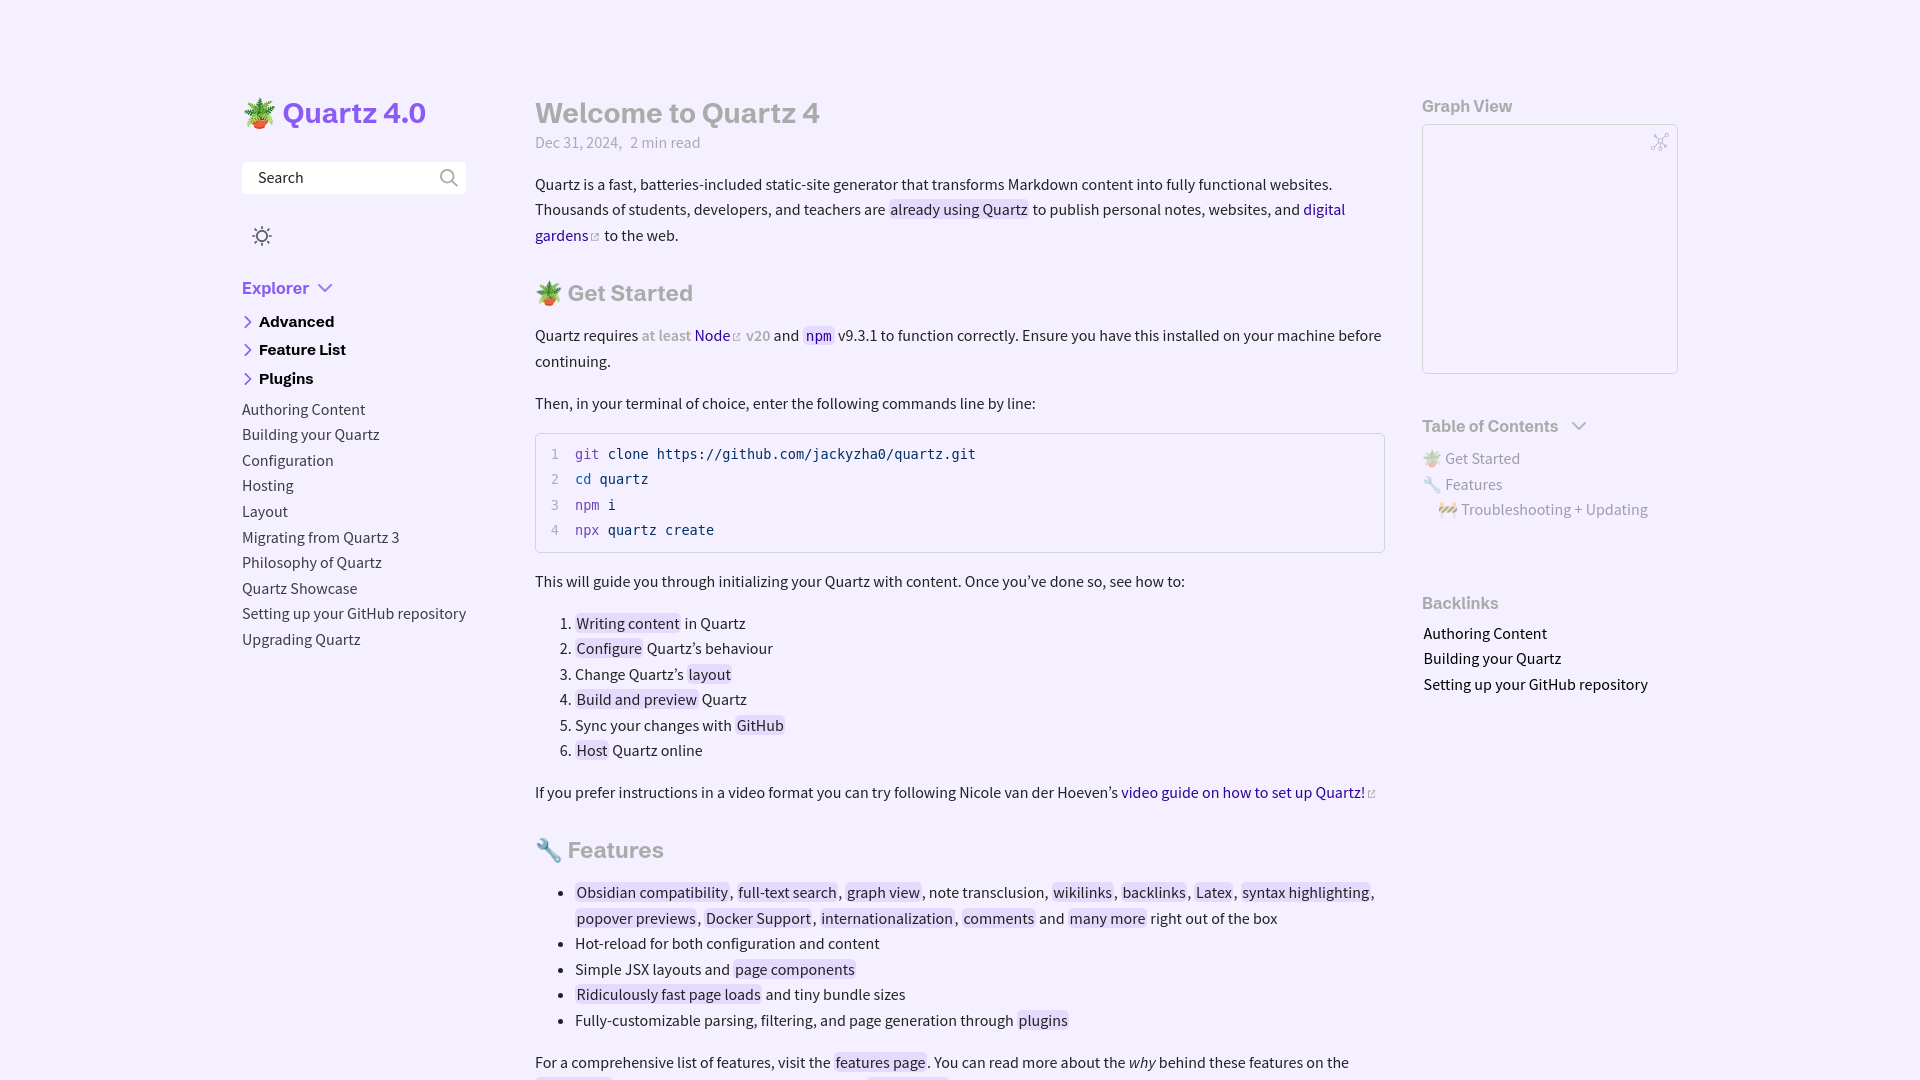 Quartz 4.0
Search
Explorer
Advanced
Feature List
Plugins
Authoring Content
Building your Quartz
Configuration
Hosting
Layout
Migrating from Quartz 3
Philosophy of Quartz
Quartz Showcase
Setting up your GitHub repository
Upgrading Quartz
Welcome to Quartz 4
Dec 31, 2024, 2 min read
Quartz is a fast, batteries-included static-site generator that transforms Markdown content into fully functional websites.
Thousands of students, developers, and teachers are already using Quartz to publish personal notes, websites, and digital
gardens to the web.
🪴 Get Started
Quartz requires at least Node v20 and npm v9.3.1 to function correctly. Ensure you have this installed on your machine before
continuing.
Then, in your terminal of choice, enter the following commands line by line:
1 git clone https://github.com/jackyzha0/quartz.git
2 cd quartz
3 npm i
4 npx quartz create
This will guide you through initializing your Quartz with content. Once you’ve done so, see how to:
1. Writing content in Quartz
2. Configure Quartz’s behaviour
3. Change Quartz’s layout
4. Build and preview Quartz
5. Sync your changes with GitHub
6. Host Quartz online
If you prefer instructions in a video format you can try following Nicole van der Hoeven’s video guide on how to set up Quartz!
🔧 Features
• Obsidian compatibility, full-text search, graph view, note transclusion, wikilinks, backlinks, Latex, syntax highlighting,
popover previews, Docker Support, internationalization, comments and many more right out of the box
• Hot-reload for both configuration and content
• Simple JSX layouts and page components
• Ridiculously fast page loads and tiny bundle sizes
• Fully-customizable parsing, filtering, and page generation through plugins
For a comprehensive list of features, visit the features page. You can read more about the why behind these features on the
Graph View
Table of Contents
🪴 Get Started
🔧 Features
🚧 Troubleshooting + Updating
Backlinks
Authoring Content
Building your Quartz
Setting up your GitHub repository